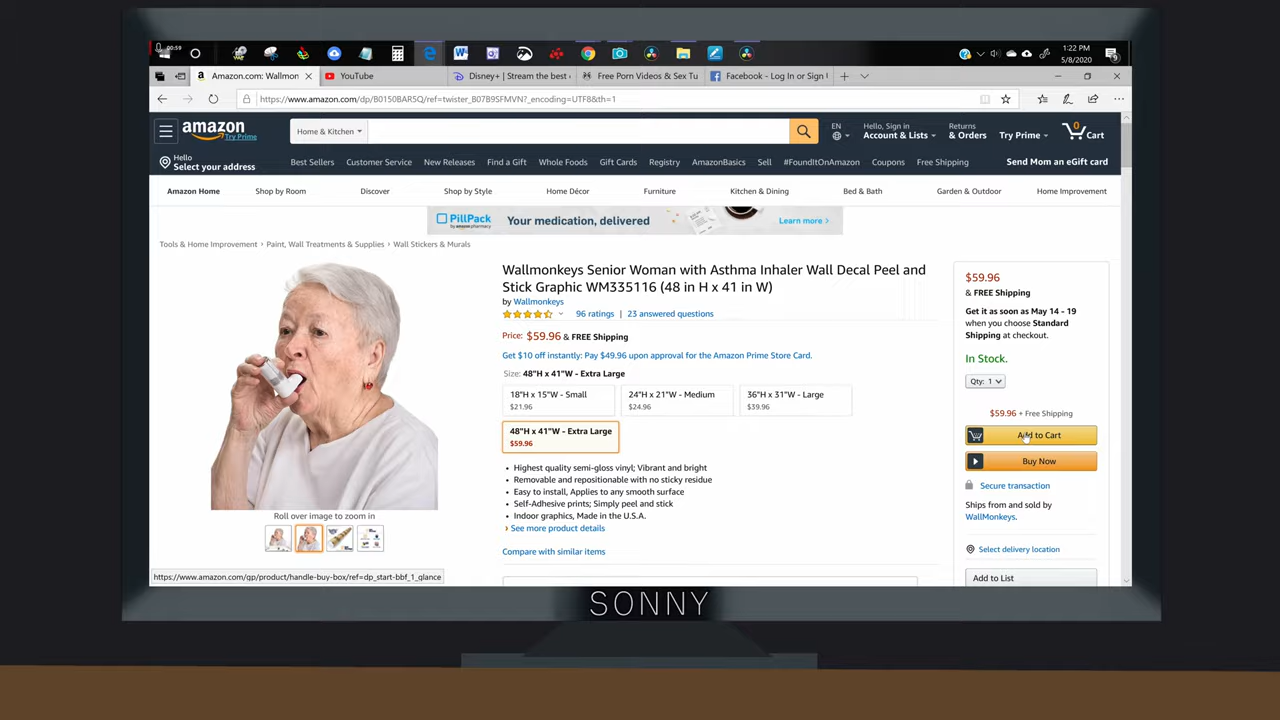 00:59
1:22 PM
5/8/2020
Amazon.com: Wallmon
YouTube
Disney+ | Stream the best
Free Porn Videos & Sex Tu
Facebook - Log In or Sign
https://www.amazon.com/dp/B0150BAR5Q/ref=twister_B07B9SFMVN?_encoding=UTF8&th=1
amazon
Try Prime
Home & Kitchen
EN
Hello, Sign in
Account & Lists
Returns
& Orders
Try Prime
0
Cart
Hello
Select your address
Best Sellers Customer Service New Releases Find a Gift Whole Foods Gift Cards Registry AmazonBasics Sell #FoundItOnAmazon Coupons Free Shipping
Send Mom an eGift card
Amazon Home Shop by Room Discover Shop by Style Home Décor Furniture Kitchen & Dining Bed & Bath Garden & Outdoor Home Improvement
PillPack
by amazon pharmacy
Your medication, delivered
Learn more ›
Tools & Home Improvement › Paint, Wall Treatments & Supplies › Wall Stickers & Murals
Wallmonkeys Senior Woman with Asthma Inhaler Wall Decal Peel and
Stick Graphic WM335116 (48 in H x 41 in W)
by Wallmonkeys
96 ratings | 23 answered questions
Price: $59.96 & FREE Shipping
Get $10 off instantly: Pay $49.96 upon approval for the Amazon Prime Store Card.
Size: 48"H x 41"W - Extra Large
18"H x 15"W - Small
$21.96
24"H x 21"W - Medium
$24.96
36"H x 31"W - Large
$39.96
48"H x 41"W - Extra Large
$59.96
• Highest quality semi-gloss vinyl; Vibrant and bright
• Removable and repositionable with no sticky residue
• Easy to install, Applies to any smooth surface
• Self-Adhesive prints; Simply peel and stick
• Indoor graphics, Made in the U.S.A.
› See more product details
Compare with similar items
Roll over image to zoom in
$59.96
& FREE Shipping
Get it as soon as May 14 - 19
when you choose Standard
Shipping at checkout.
In Stock.
Qty: 1
$59.96 + Free Shipping
Add to Cart
Buy Now
Secure transaction
Ships from and sold by
WallMonkeys.
Select delivery location
Add to List
https://www.amazon.com/gp/product/handle-buy-box/ref=dp_start-bbf_1_glance
SONNY